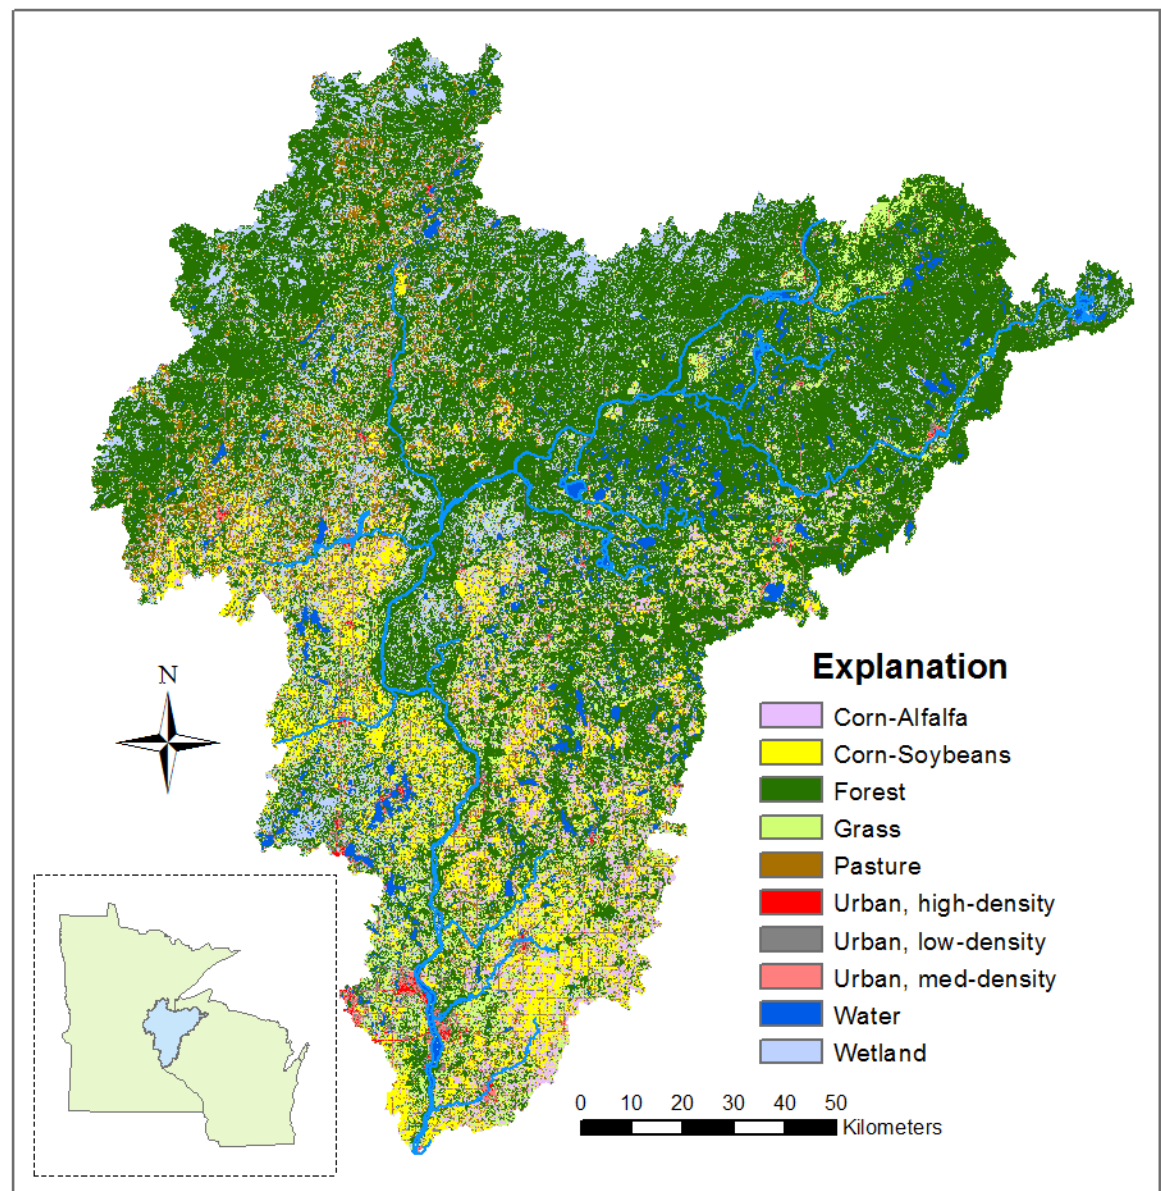 N
Explanation
Corn-Alfalfa
Corn-Soybeans
Forest
Grass
Pasture
Urban, high-density
Urban, low-density
Urban, med-density
Water
Wetland
0 10 20 30 40 50
Kilometers